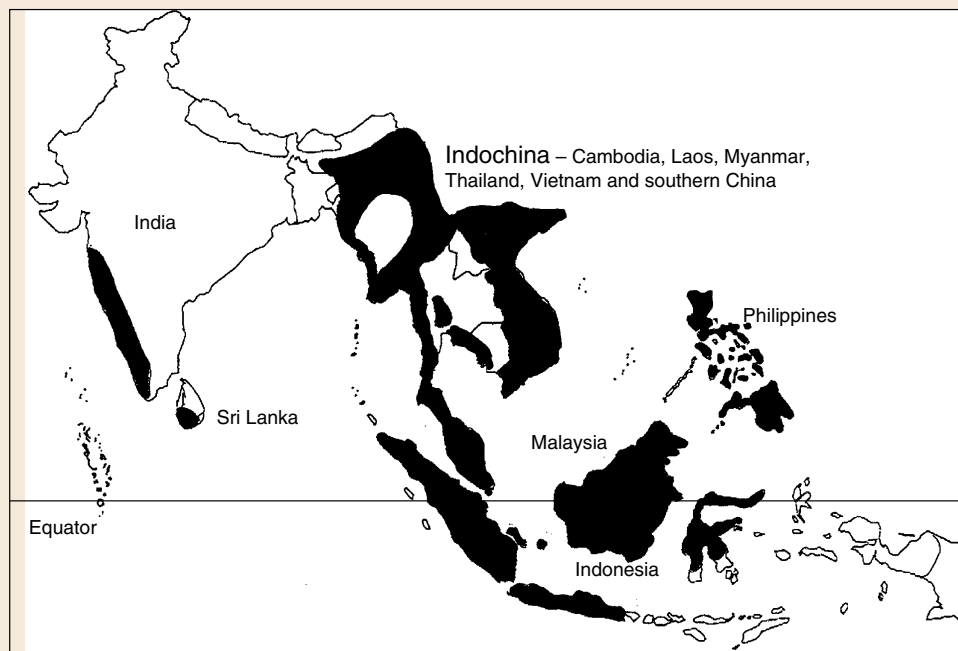 Indochina – Cambodia, Laos, Myanmar,
Thailand, Vietnam and southern China
India
Philippines
Sri Lanka
Malaysia
Equator
Indonesia